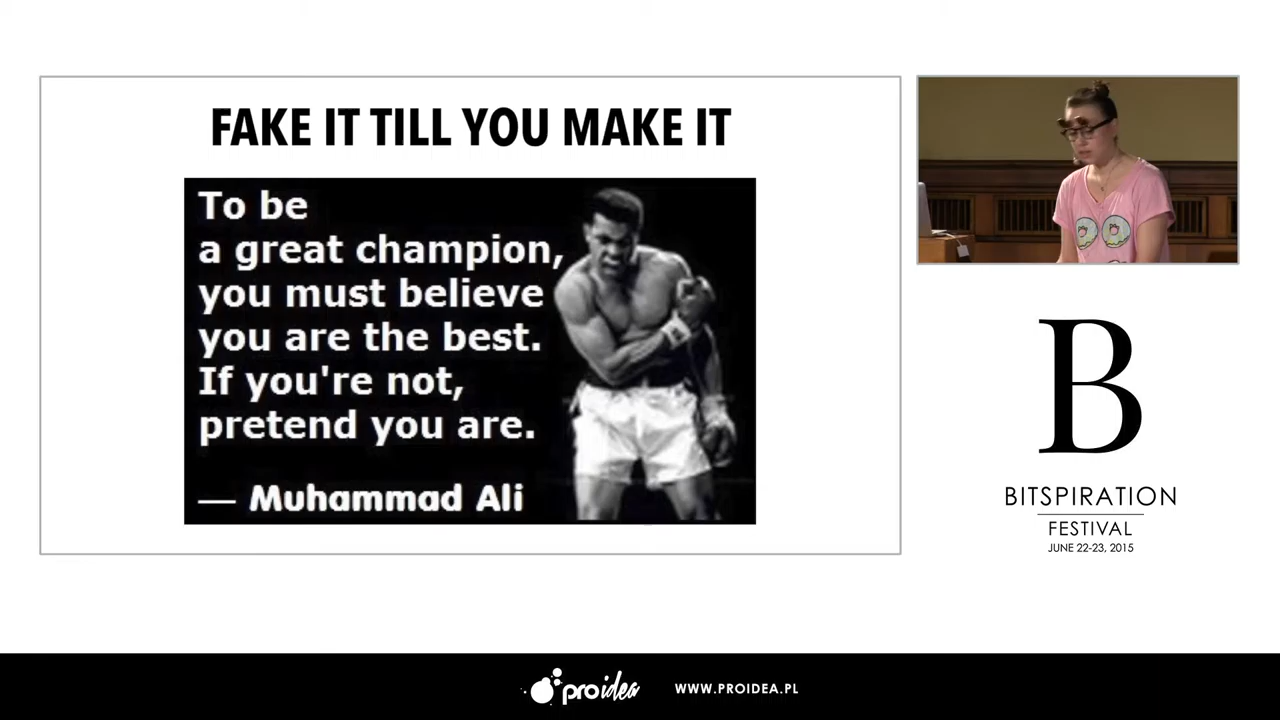 FAKE IT TILL YOU MAKE IT
To be
a great champion,
you must believe
you are the best.
If you're not,
pretend you are.
— Muhammad Ali
B
BITSPIRATION
FESTIVAL
JUNE 22-23, 2015
proidea
WWW.PROIDEA.PL